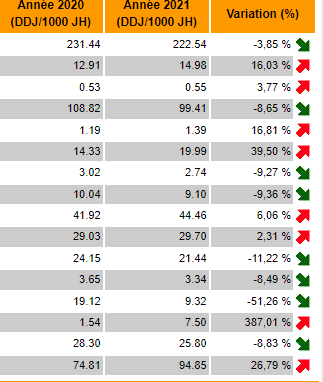 Année 2020 Année 2021 Variation (%)
(DDJ/1000 JH) (DDJ/1000 JH)
231.44 222.54 -3,85 %
12.91 14.98 16,03 %
0.53 0.55 3,77 %
108.82 99.41 -8,65 %
1.19 1.39 16,81 %
14.33 19.99 39,50 %
3.02 2.74 -9,27 %
10.04 9.10 -9,36 %
41.92 44.46 6,06 %
29.03 29.70 2,31 %
24.15 21.44 -11,22 %
3.65 3.34 -8,49 %
19.12 9.32 -51,26 %
1.54 7.50 387,01 %
28.30 25.80 -8,83 %
74.81 94.85 26,79 %